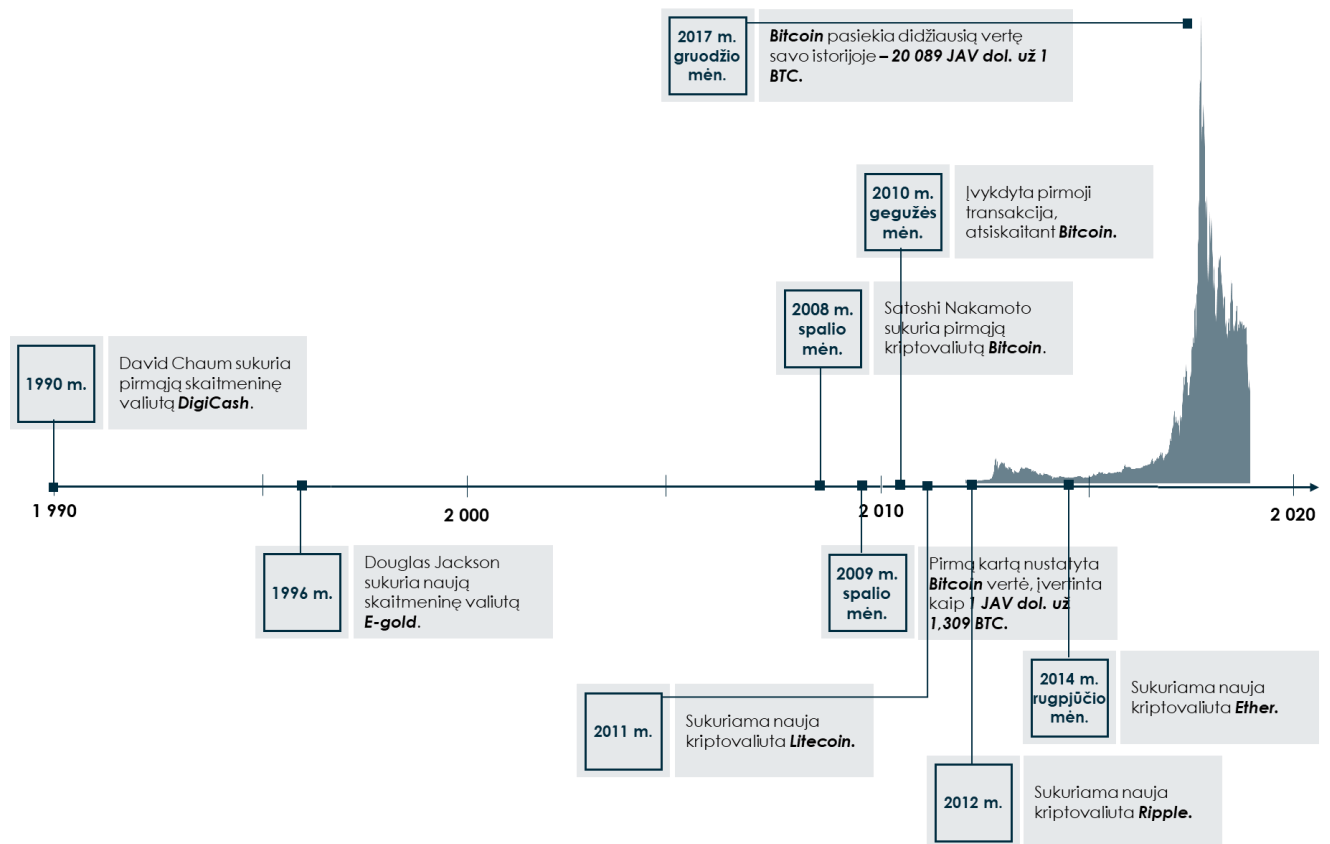 2017 m.
gruodžio
mėn.
Bitcoin pasiekia didžiausią vertę
savo istorijoje – 20 089 JAV dol. už 1
BTC.
2010 m.
gegužės
mėn.
Įvykdyta pirmoji
transakcija,
atsiskaitant Bitcoin.
2008 m.
spalio
mėn.
Satoshi Nakamoto
sukuria pirmąją
kriptovaliutą Bitcoin.
1990 m.
David Chaum sukuria
pirmąją skaitmeninę
valiutą DigiCash.
1 990
2 000
2 010
2 020
1996 m.
Douglas Jackson
sukuria naują
skaitmeninę valiutą
E-gold.
2009 m.
spalio
mėn.
Pirmą kartą nustatyta
Bitcoin vertė, įvertinta
kaip 1 JAV dol. už
1,309 BTC.
2014 m.
rugpjūčio
mėn.
Sukuriama nauja
kriptovaliuta Ether.
2011 m.
Sukuriama nauja
kriptovaliuta Litecoin.
2012 m.
Sukuriama nauja
kriptovaliuta Ripple.